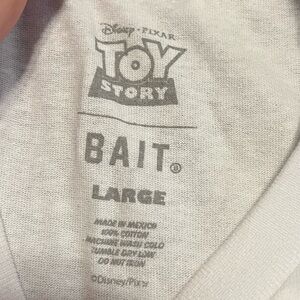 Disney · PIXAR
TOY
STORY
BAIT®
LARGE
MADE IN MEXICO
100% COTTON
MACHINE WASH COLD
TUMBLE DRY LOW
DO NOT IRON
©Disney/Pixar